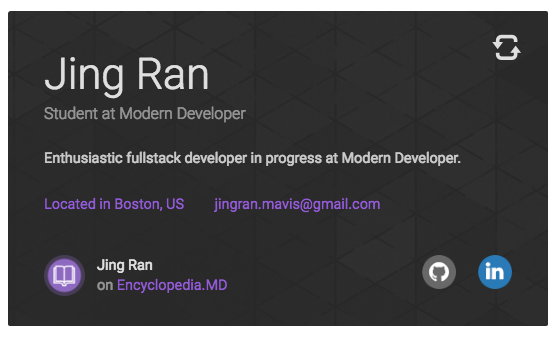 Jing Ran
Student at Modern Developer
Enthusiastic fullstack developer in progress at Modern Developer.
Located in Boston, US jingran.mavis@gmail.com
Jing Ran
on Encyclopedia.MD
in